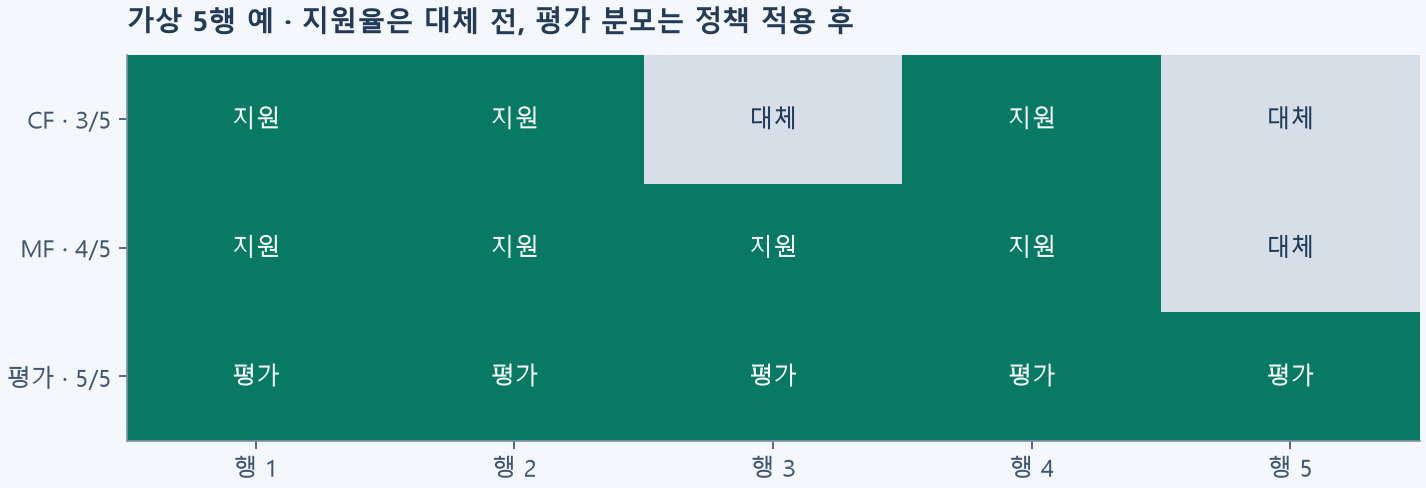 가상 5행 예 · 지원율은 대체 전, 평가 분모는 정책 적용 후
CF · 3/5 지원 지원 대체 지원 대체
MF · 4/5 지원 지원 지원 지원 대체
평가 · 5/5 평가 평가 평가 평가 평가
행 1 행 2 행 3 행 4 행 5